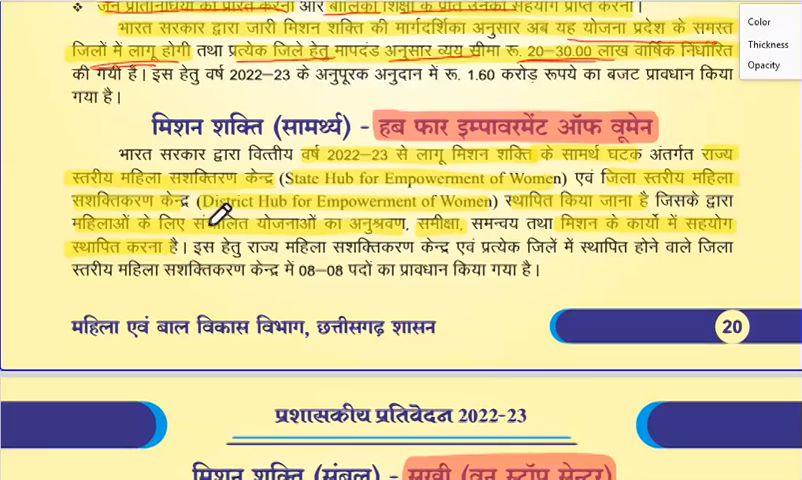 ❖ जन प्रतिनिधियों को प्रेरित करना और बालिका शिक्षा के प्रति उनका सहयोग प्राप्त करना।
भारत सरकार द्वारा जारी मिशन शक्ति की मार्गदर्शिका अनुसार अब यह योजना प्रदेश के समस्त
जिलों में लागू होगी तथा प्रत्येक जिले हेतु मापदंड अनुसार व्यय सीमा रू. 20–30.00 लाख वार्षिक निर्धारित
की गयी है। इस हेतु वर्ष 2022–23 के अनुपूरक अनुदान में रू. 1.60 करोड़ रूपये का बजट प्रावधान किया
गया है।
मिशन शक्ति (सामर्थ्य) - हब फार इम्पावरमेंट ऑफ वूमेन
भारत सरकार द्वारा वित्तीय वर्ष 2022–23 से लागू मिशन शक्ति के सामर्थ घटक अंतर्गत राज्य
स्तरीय महिला सशक्तिरण केन्द्र (State Hub for Empowerment of Women) एवं जिला स्तरीय महिला
सशक्तिकरण केन्द्र (District Hub for Empowerment of Women) स्थापित किया जाना है जिसके द्वारा
महिलाओं के लिए संचालित योजनाओं का अनुश्रवण, समीक्षा, समन्वय तथा मिशन के कार्यो में सहयोग
स्थापित करना है। इस हेतु राज्य महिला सशक्तिकरण केन्द्र एवं प्रत्येक जिलें में स्थापित होने वाले जिला
स्तरीय महिला सशक्तिकरण केन्द्र में 08–08 पदों का प्रावधान किया गया है।
महिला एवं बाल विकास विभाग, छत्तीसगढ़ शासन
20
प्रशासकीय प्रतिवेदन 2022-23
मिशन शक्ति (संबल) - सखी (वन स्टॉप सेन्टर)
Color
Thickness
Opacity